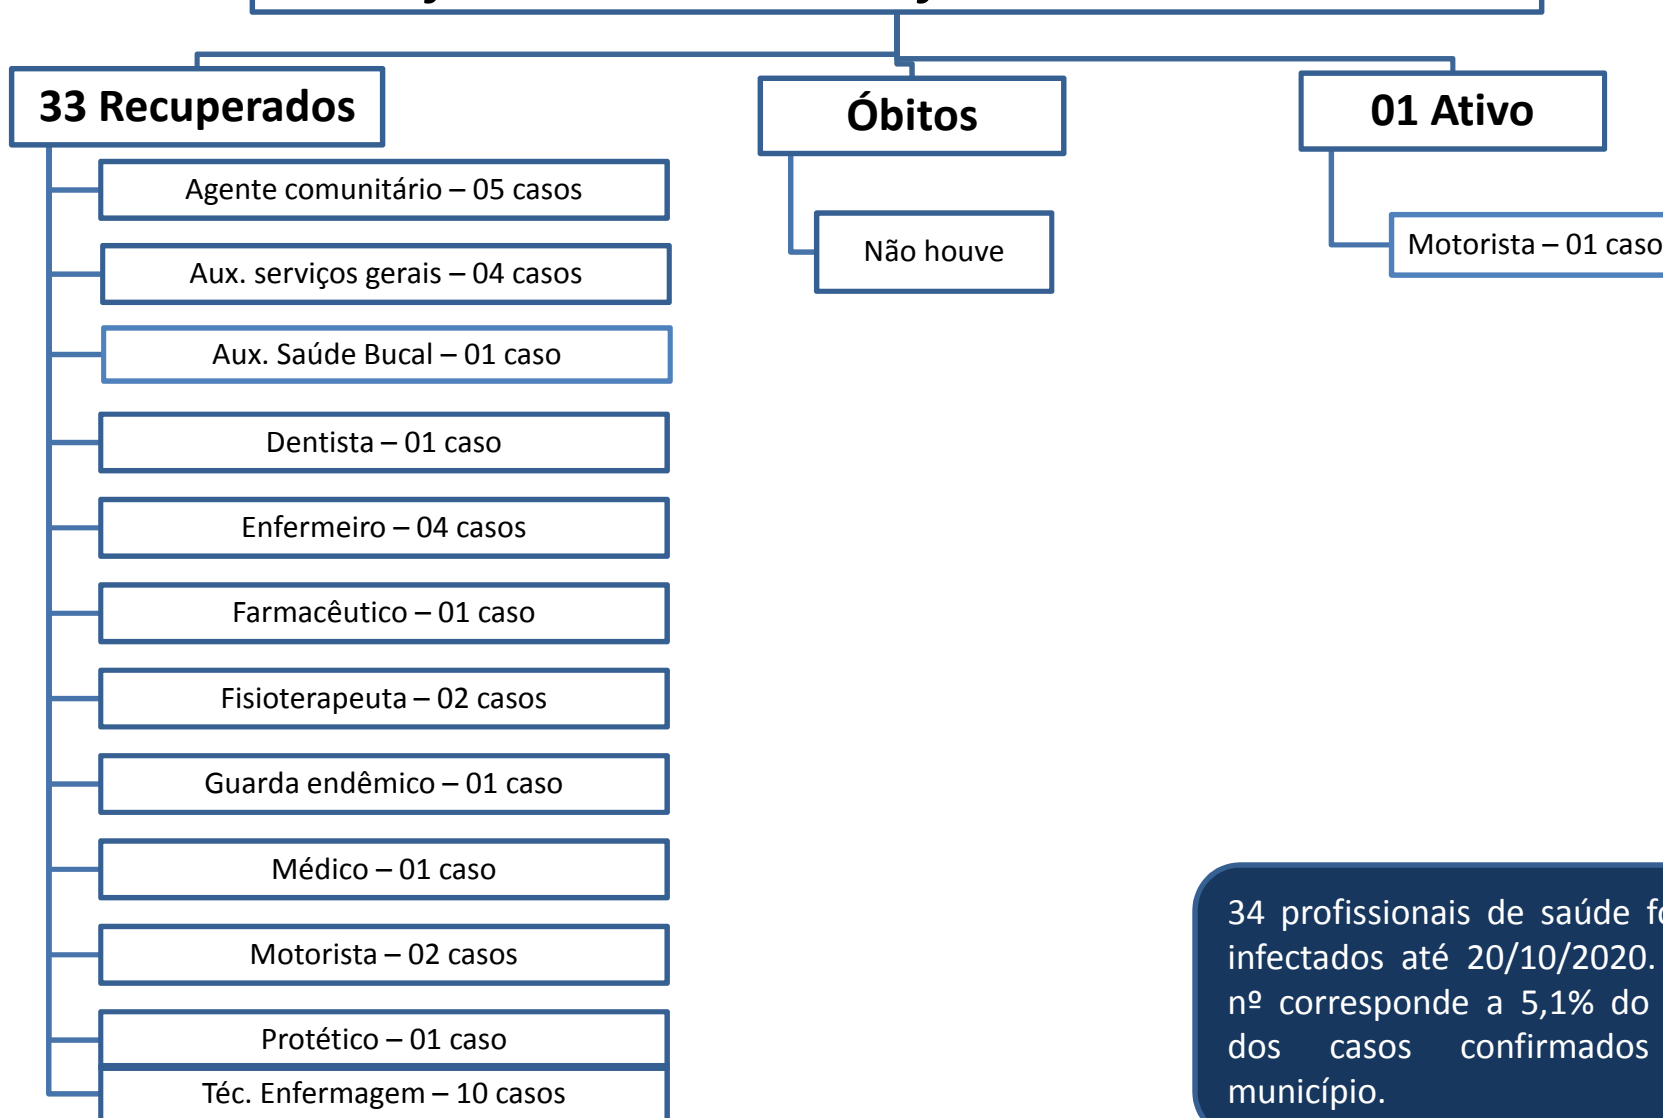 33 Recuperados
Agente comunitário – 05 casos
Aux. serviços gerais – 04 casos
Aux. Saúde Bucal – 01 caso
Dentista – 01 caso
Enfermeiro – 04 casos
Farmacêutico – 01 caso
Fisioterapeuta – 02 casos
Guarda endêmico – 01 caso
Médico – 01 caso
Motorista – 02 casos
Protético – 01 caso
Téc. Enfermagem – 10 casos
Óbitos
Não houve
01 Ativo
Motorista – 01 caso
34 profissionais de saúde fo
infectados até 20/10/2020.
nº corresponde a 5,1% do
dos casos confirmados
município.